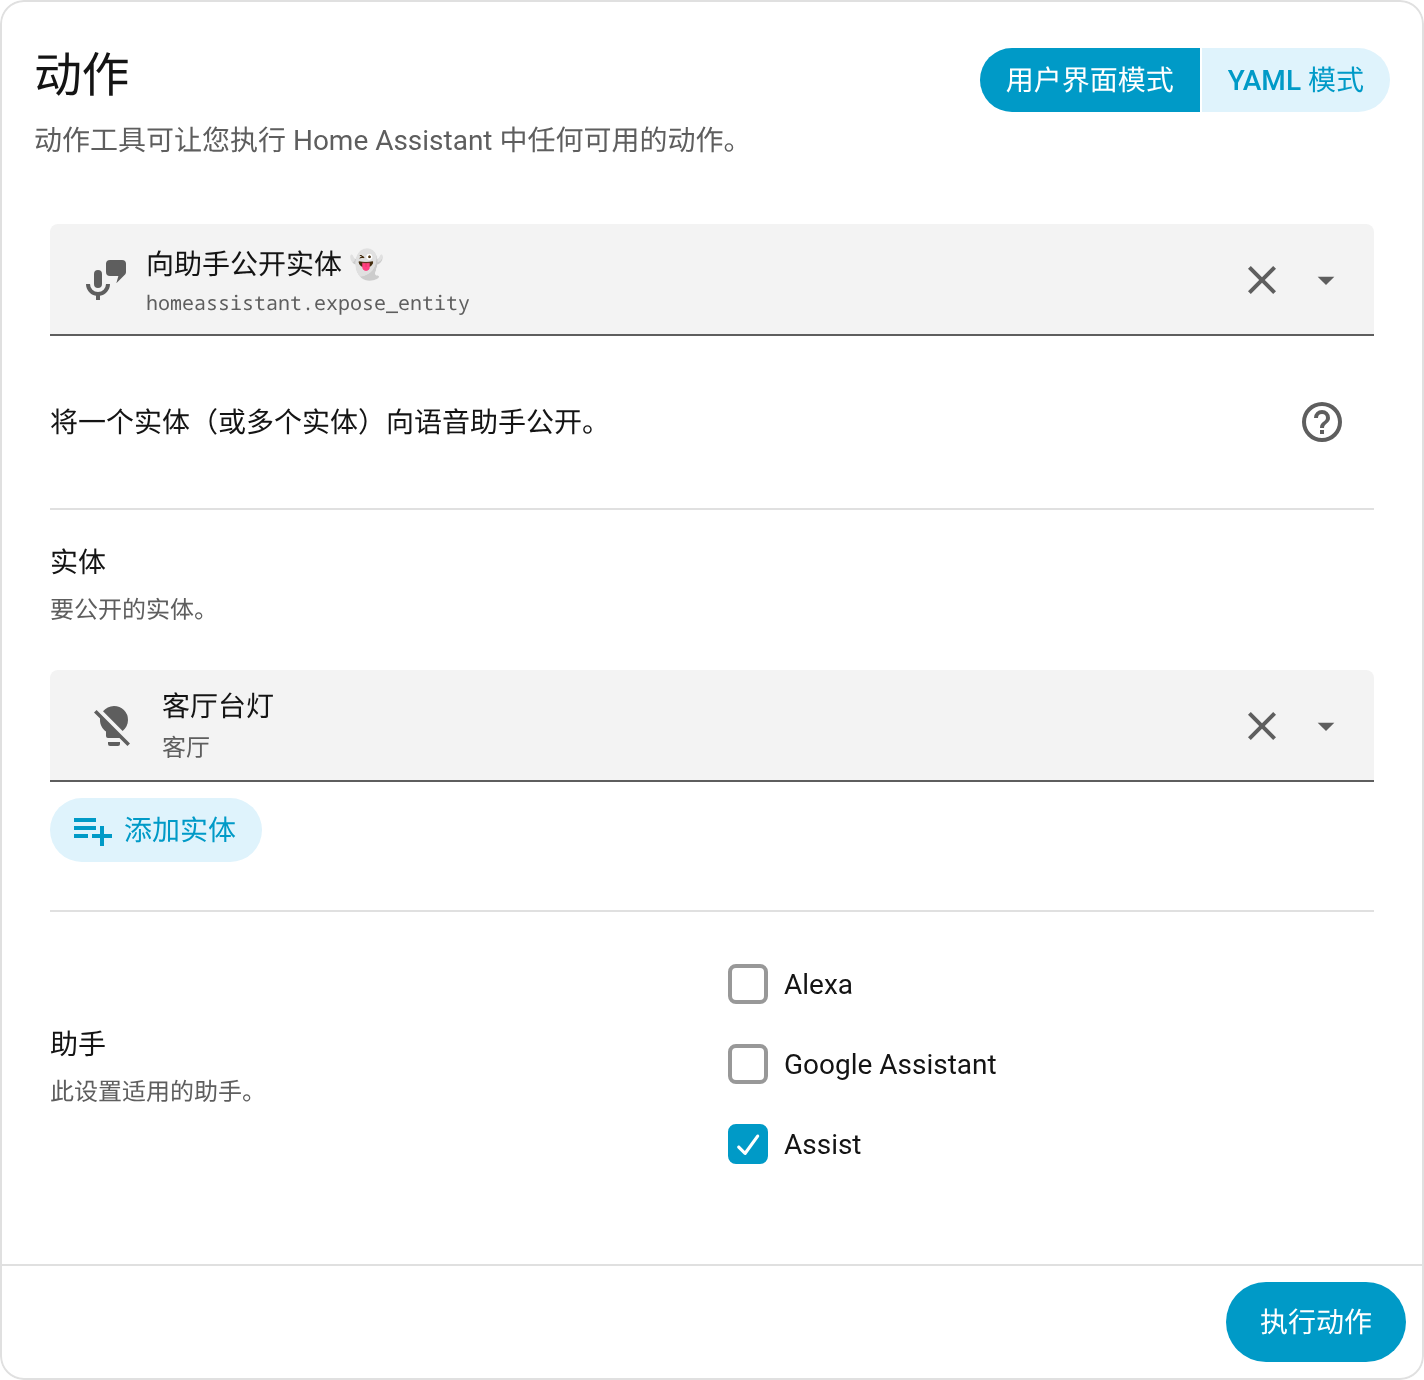 动作
用户界面模式
YAML 模式
动作工具可让您执行 Home Assistant 中任何可用的动作。
向助手公开实体 👻
homeassistant.expose_entity
将一个实体（或多个实体）向语音助手公开。
实体
要公开的实体。
客厅台灯
客厅
添加实体
Alexa
助手
Google Assistant
此设置适用的助手。
Assist
执行动作